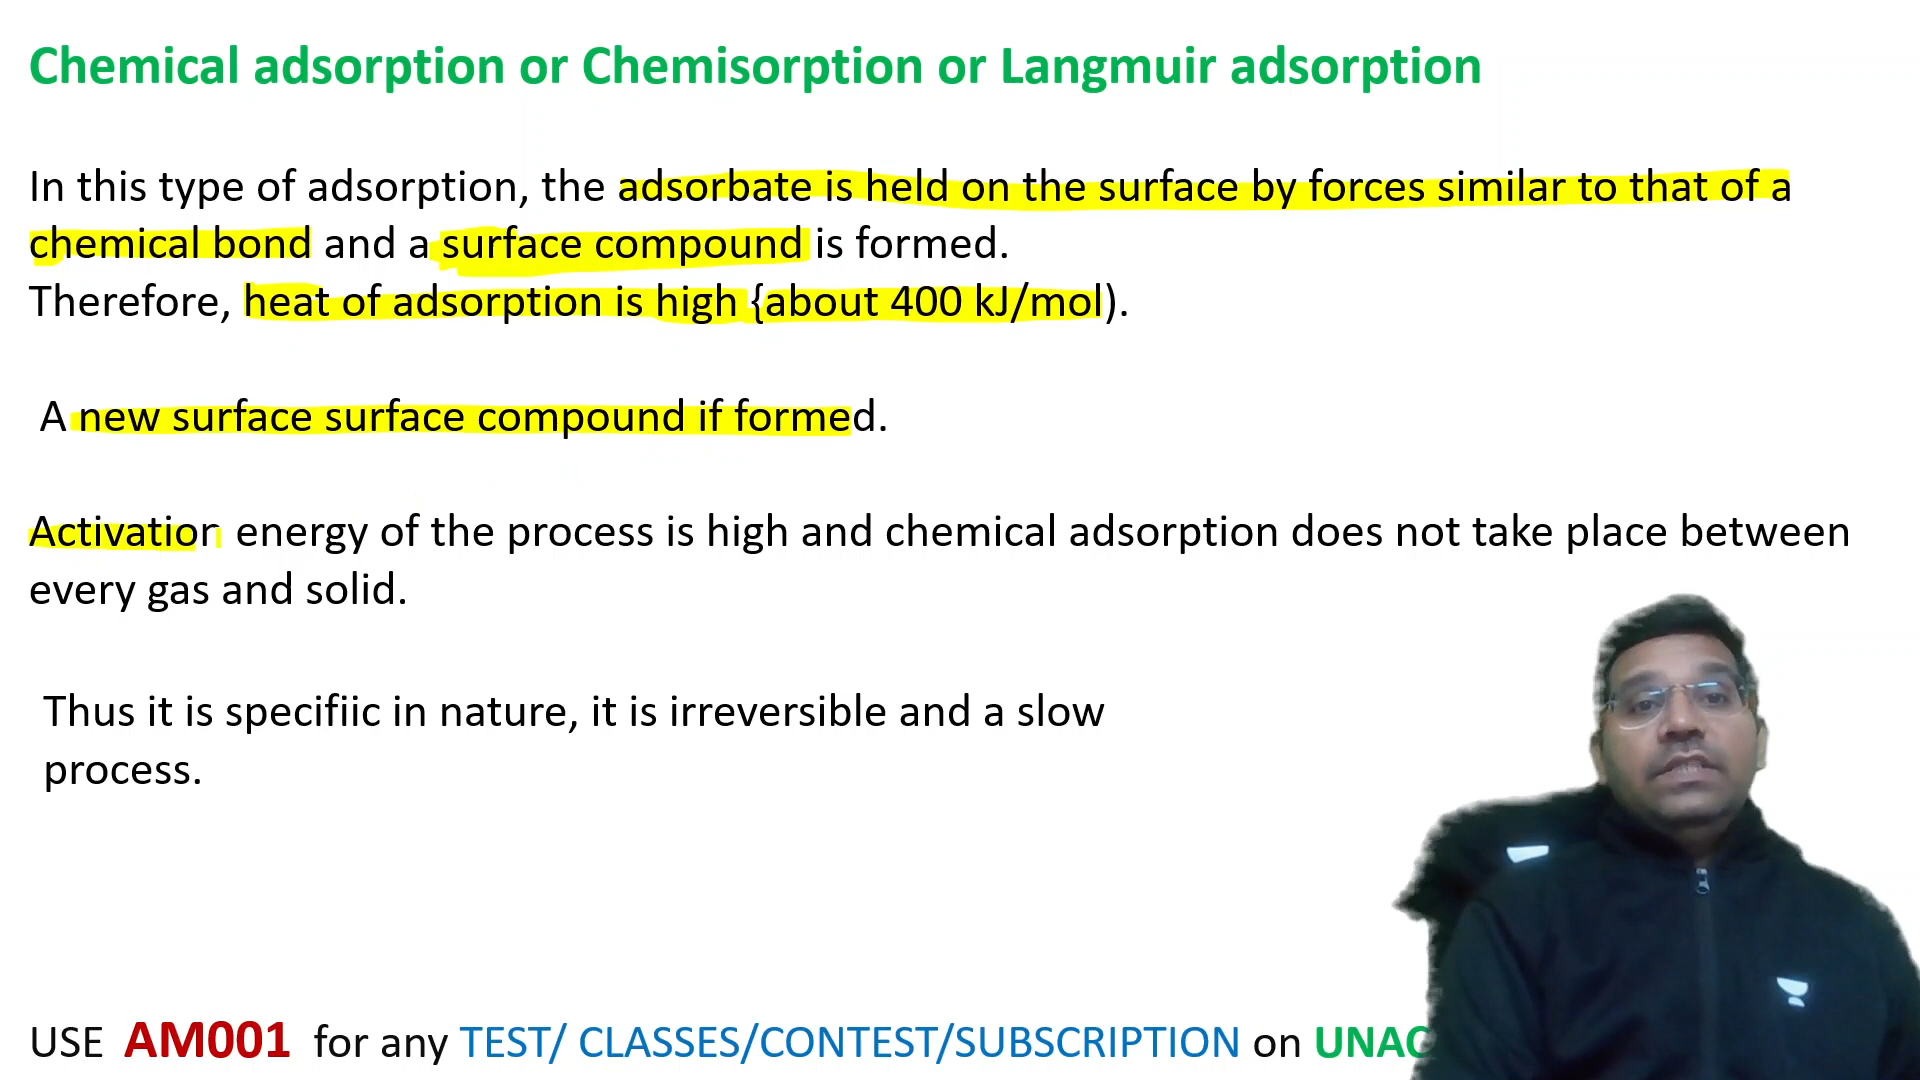 Chemical adsorption or Chemisorption or Langmuir adsorption
In this type of adsorption, the adsorbate is held on the surface by forces similar to that of a
chemical bond and a surface compound is formed.
Therefore, heat of adsorption is high {about 400 kJ/mol).
A new surface surface compound if formed.
Activation energy of the process is high and chemical adsorption does not take place between
every gas and solid.
Thus it is specifiic in nature, it is irreversible and a slow
process.
USE AM001 for any TEST/ CLASSES/CONTEST/SUBSCRIPTION on UNAC